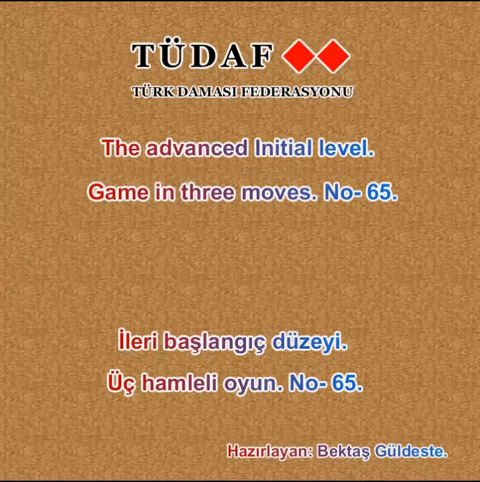 TÜDAF
TÜRK DAMASI FEDERASYONU
The advanced Initial level.
Game in three moves. No- 65.
İleri başlangıç düzeyi.
Üç hamleli oyun. No- 65.
Hazırlayan: Bektaş Güldeste.